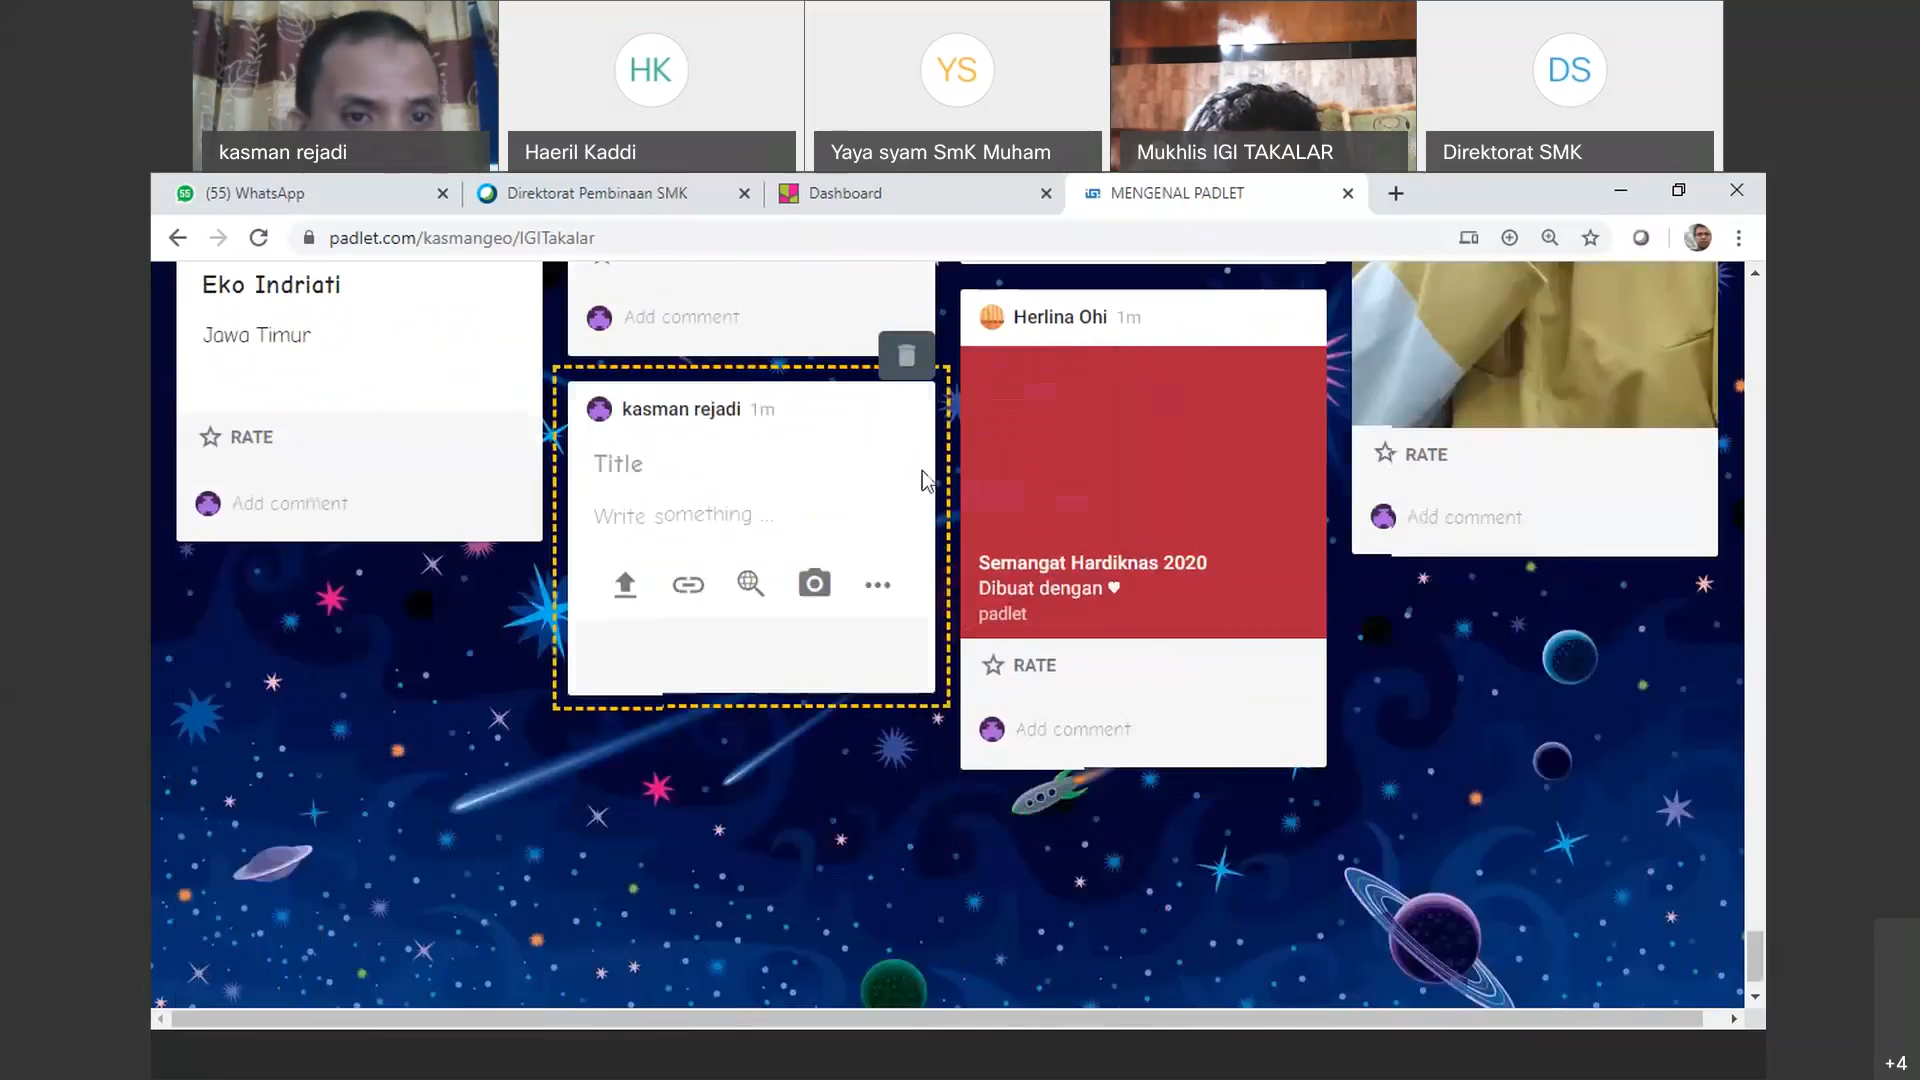 HK
YS
DS
kasman rejadi
Haeril Kaddi
Yaya syam SmK Muham
Mukhlis IGI TAKALAR
Direktorat SMK
55 (55) WhatsApp
Direktorat Pembinaan SMK
Dashboard
MENGENAL PADLET
padlet.com/kasmangeo/IGITakalar
Eko Indriati
Jawa Timur
RATE
Add comment
Add comment
kasman rejadi 1m
Title
Write something ...
Herlina Ohi 1m
Semangat Hardiknas 2020
Dibuat dengan ♥
padlet
RATE
Add comment
RATE
Add comment
+4